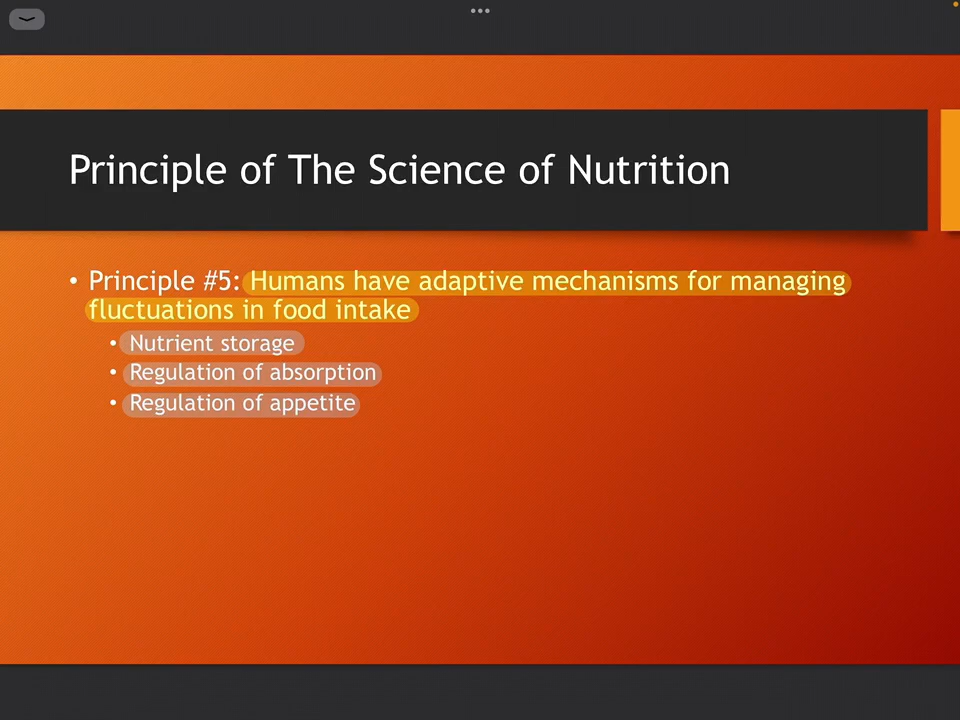 Principle of The Science of Nutrition
• Principle #5: Humans have adaptive mechanisms for managing
fluctuations in food intake
• Nutrient storage
• Regulation of absorption
• Regulation of appetite